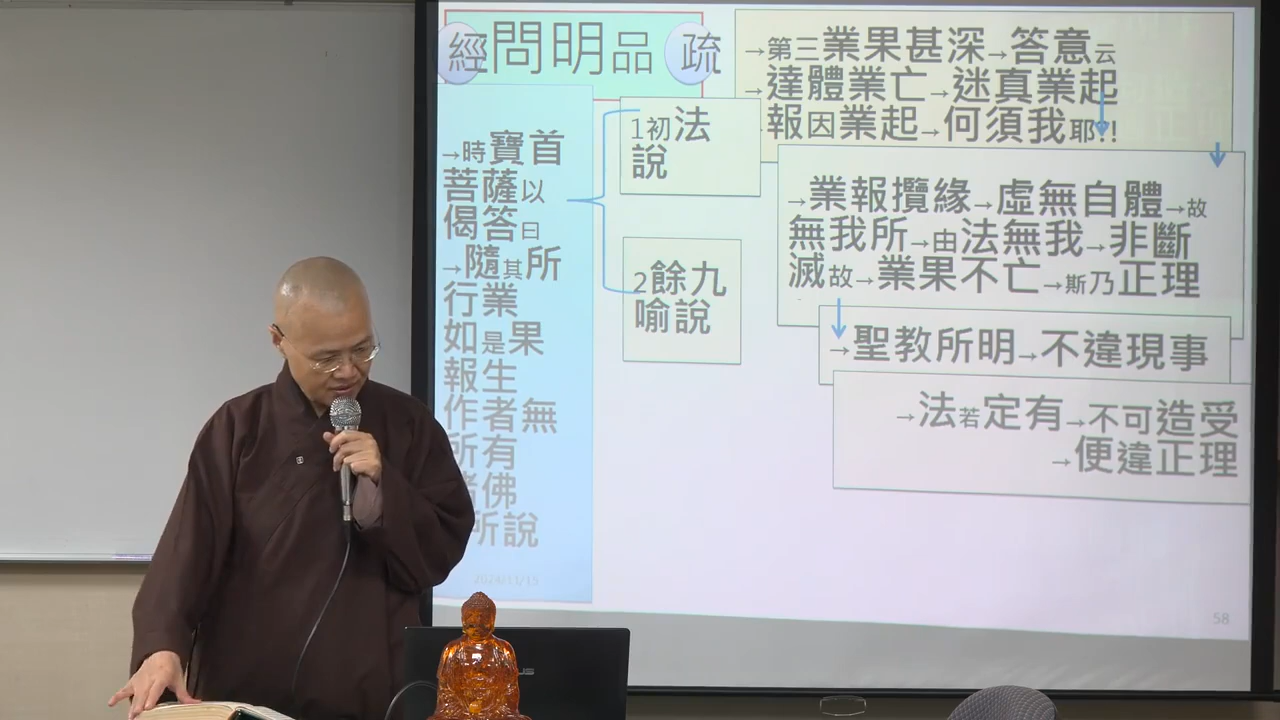 經問明品 疏
→時寶首
菩薩以
偈答曰
→隨其所
行業
如是果
報生
作者無
所有
諸佛
所說
2024/11/15
1初法
說
2餘九
喻說
→第三業果甚深→答意云
→達體業亡→迷真業起
報因業起→何須我耶!!
→業報攬緣→虛無自體→故
無我所→由法無我→非斷
滅故→業果不亡→斯乃正理
→聖教所明→不違現事
→法若定有→不可造受
→便違正理
58